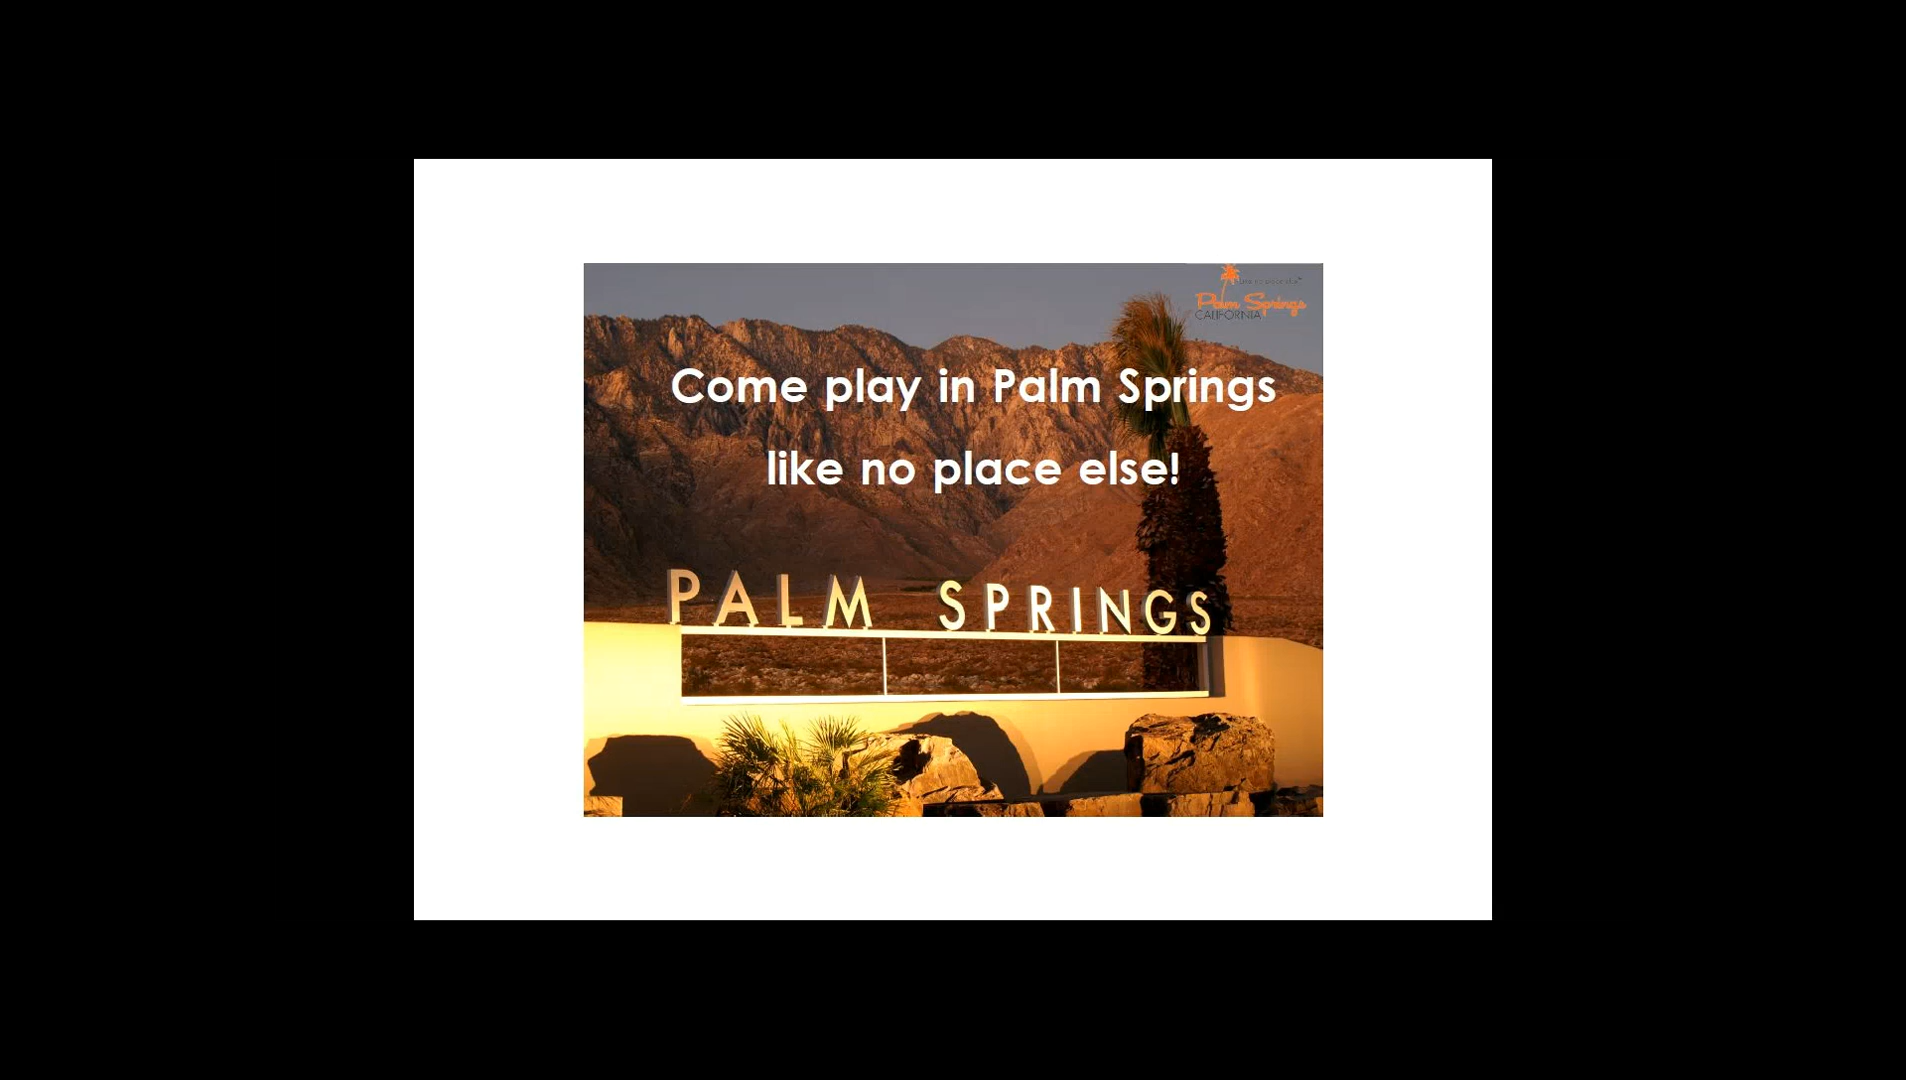 Palm Springs
CALIFORNIA
Come play in Palm Springs
like no place else!
PALM SPRINGS